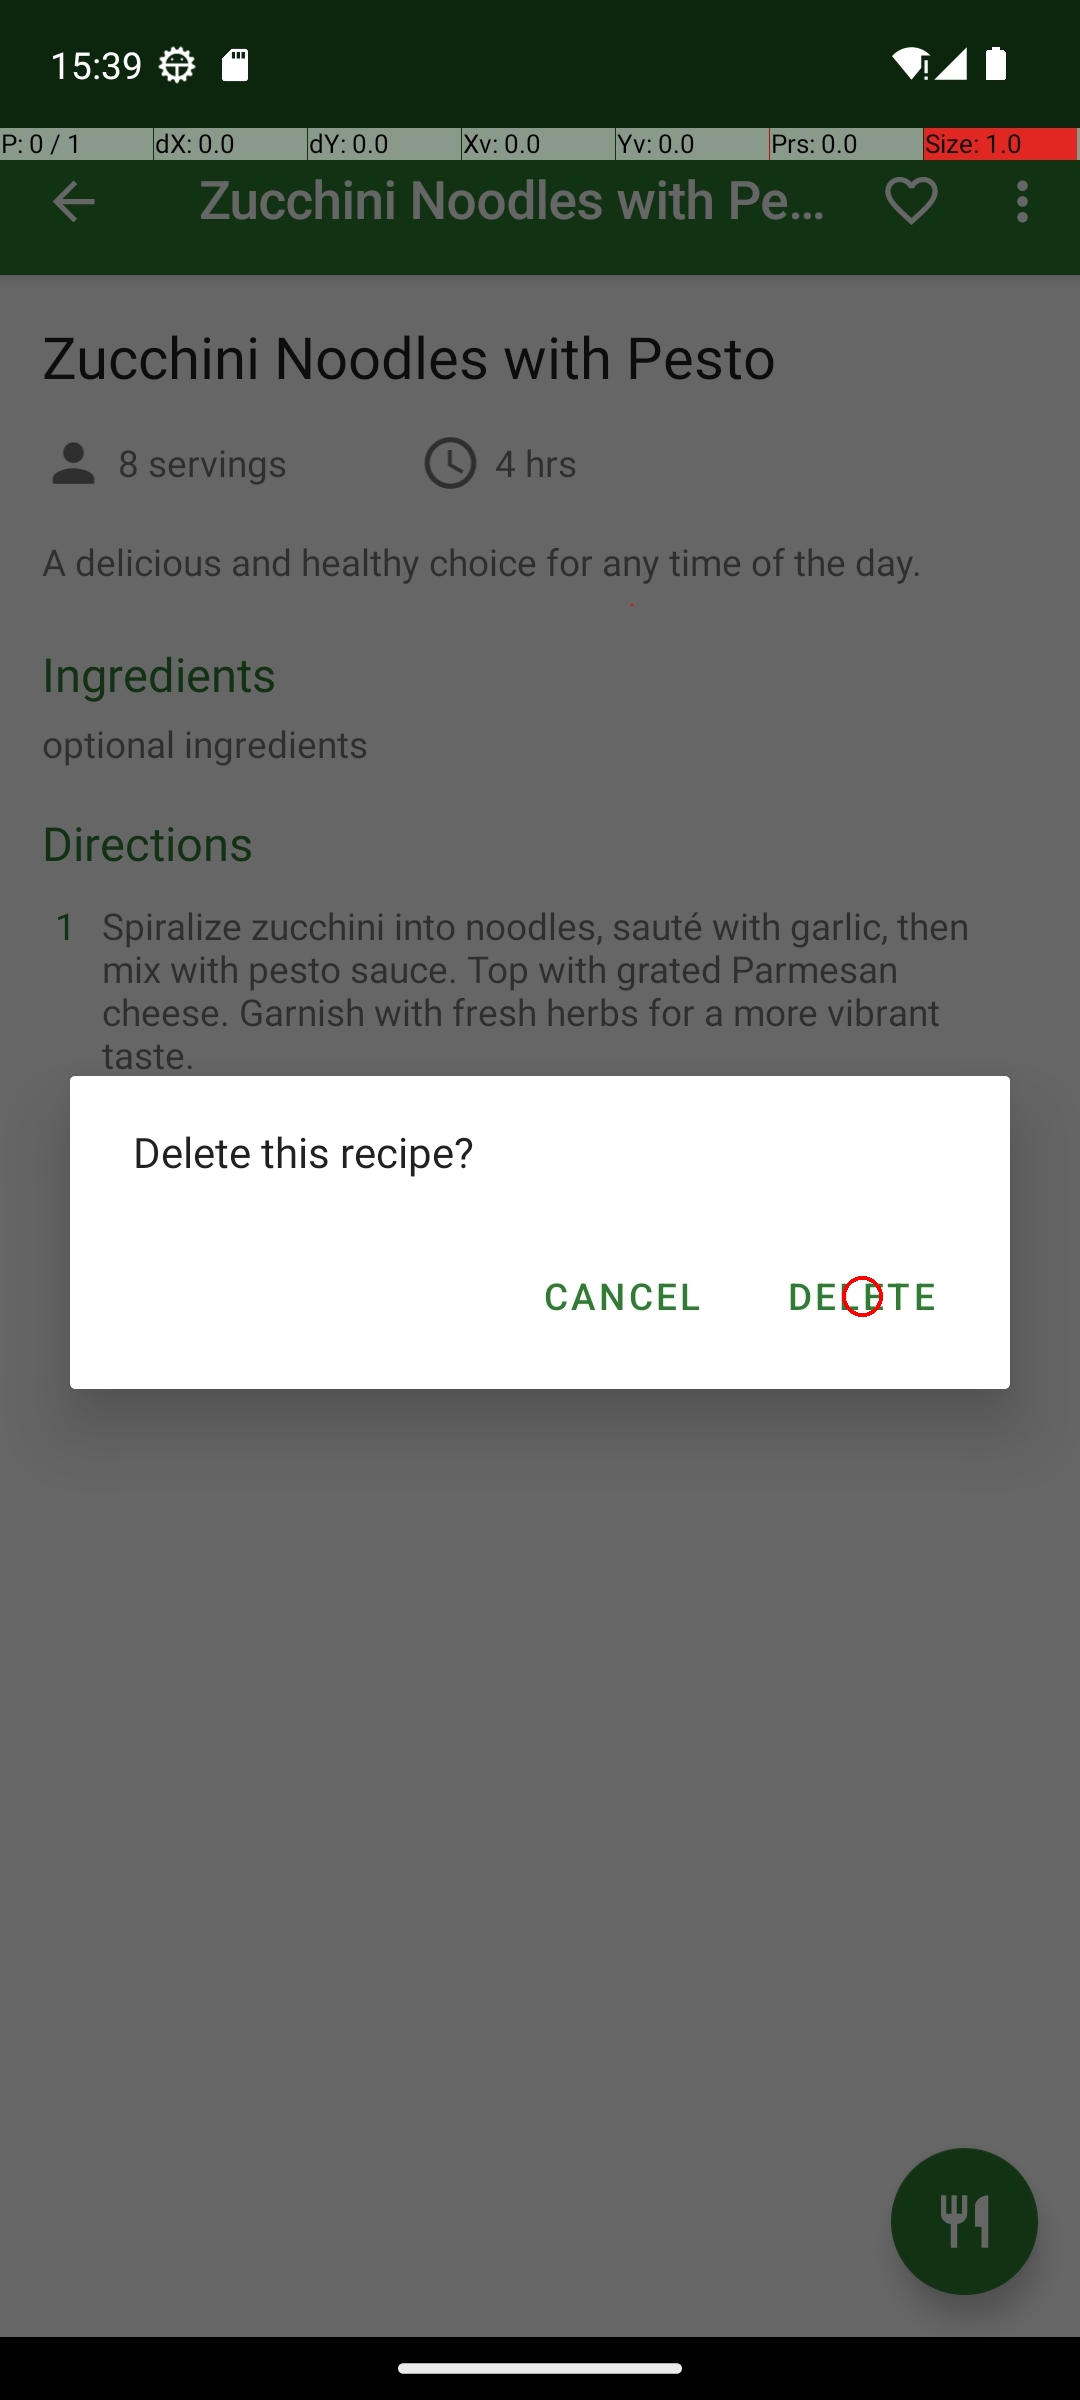 15:39
P: 0 / 1 dX: 0.0 dY: 0.0 Xv: 0.0 Yv: 0.0 Prs: 0.0 Size: 1.0
Zucchini Noodles with Pe...
Zucchini Noodles with Pesto
8 servings 4 hrs
A delicious and healthy choice for any time of the day.
Ingredients
optional ingredients
Directions
1 Spiralize zucchini into noodles, sauté with garlic, then
mix with pesto sauce. Top with grated Parmesan
cheese. Garnish with fresh herbs for a more vibrant
taste.
Delete this recipe?
CANCEL DELETE